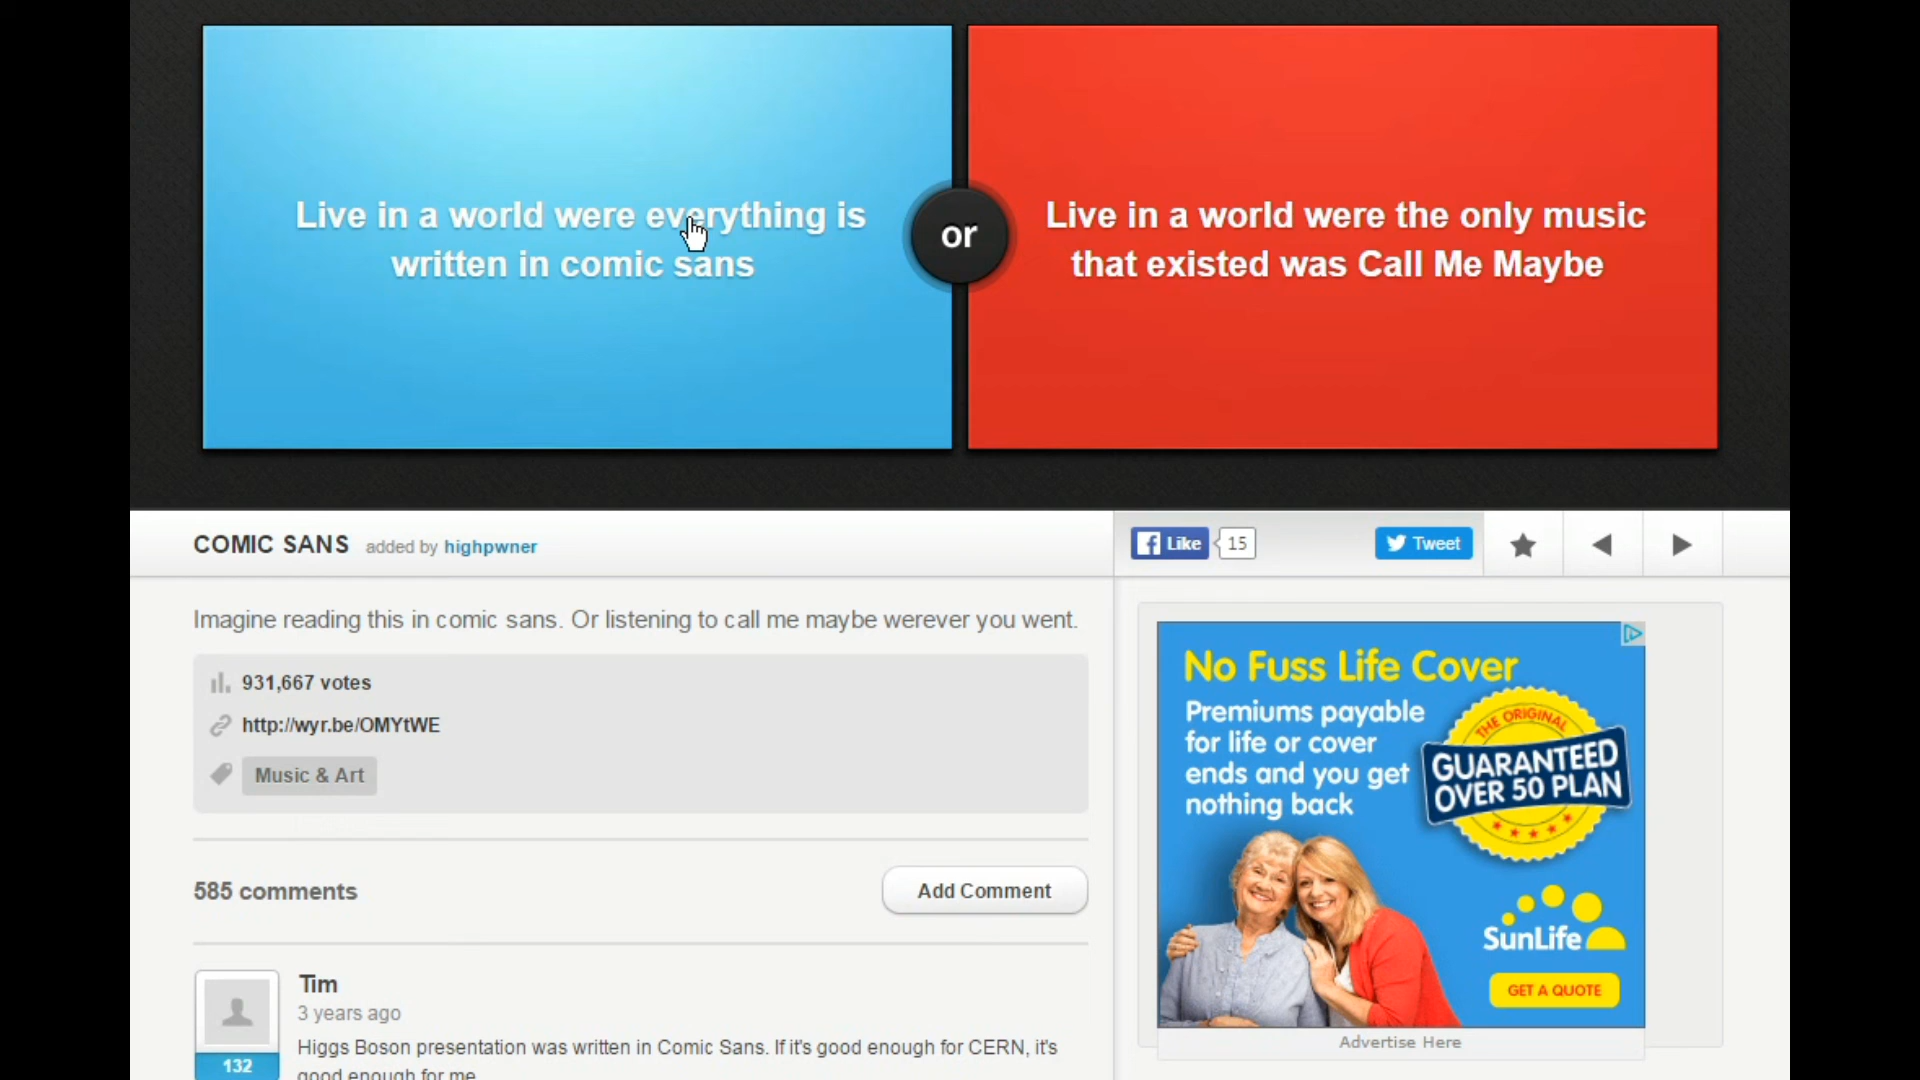 Live in a world were everything is
written in comic sans
or
Live in a world were the only music
that existed was Call Me Maybe
COMIC SANS added by highpwner
Like 15
Tweet
Imagine reading this in comic sans. Or listening to call me maybe werever you went.
931,667 votes
http://wyr.be/OMYtWE
Music & Art
585 comments
Add Comment
Tim
3 years ago
132
Higgs Boson presentation was written in Comic Sans. If it's good enough for CERN, it's
good enough for me
No Fuss Life Cover
Premiums payable
for life or cover
ends and you get
nothing back
THE ORIGINAL
GUARANTEED
OVER 50 PLAN
SunLife
GET A QUOTE
Advertise Here